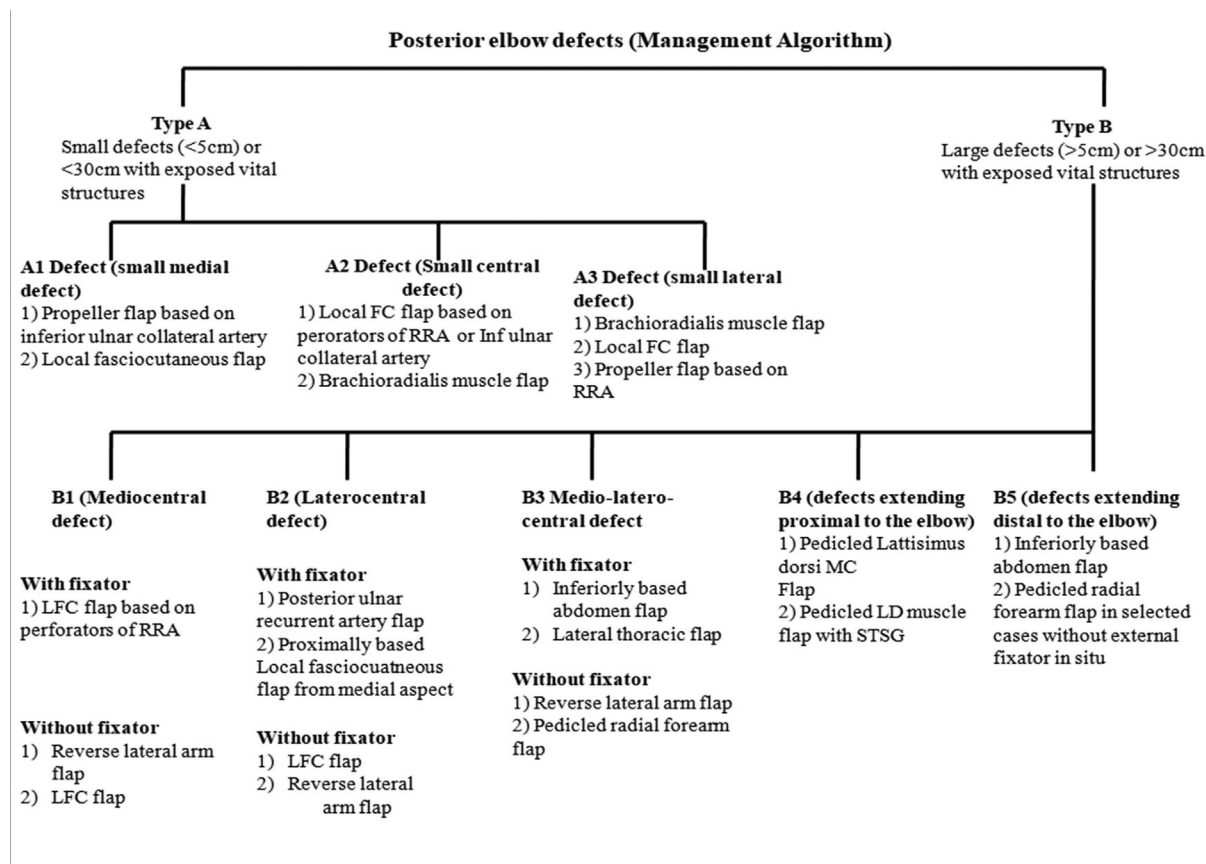 Posterior elbow defects (Management Algorithm)
Type A
Small defects (<5cm) or
<30cm with exposed vital
structures
Type B
Large defects (>5cm) or >30cm
with exposed vital structures
A1 Defect (small medial
defect)
1) Propeller flap based on
inferior ulnar collateral artery
2) Local fasciocutaneous flap
A2 Defect (Small central
defect)
1) Local FC flap based on
perorators of RRA or Inf ulnar
collateral artery
2) Brachioradialis muscle flap
A3 Defect (small lateral
defect)
1) Brachioradialis muscle flap
2) Local FC flap
3) Propeller flap based on
RRA
B1 (Mediocentral
defect)
With fixator
1) LFC flap based on
perforators of RRA
Without fixator
1) Reverse lateral arm
flap
2) LFC flap
B2 (Laterocentral
defect)
With fixator
1) Posterior ulnar
recurrent artery flap
2) Proximally based
Local fasciocuatneous
flap from medial aspect
Without fixator
1) LFC flap
2) Reverse lateral
arm flap
B3 Medio-latero-
central defect
With fixator
1) Inferiorly based
abdomen flap
2) Lateral thoracic flap
Without fixator
1) Reverse lateral arm flap
2) Pedicled radial forearm
flap
B4 (defects extending
proximal to the elbow)
1) Pedicled Lattisimus
dorsi MC
Flap
2) Pedicled LD muscle
flap with STSG
B5 (defects extending
distal to the elbow)
1) Inferiorly based
abdomen flap
2) Pedicled radial
forearm flap in selected
cases without external
fixator in situ